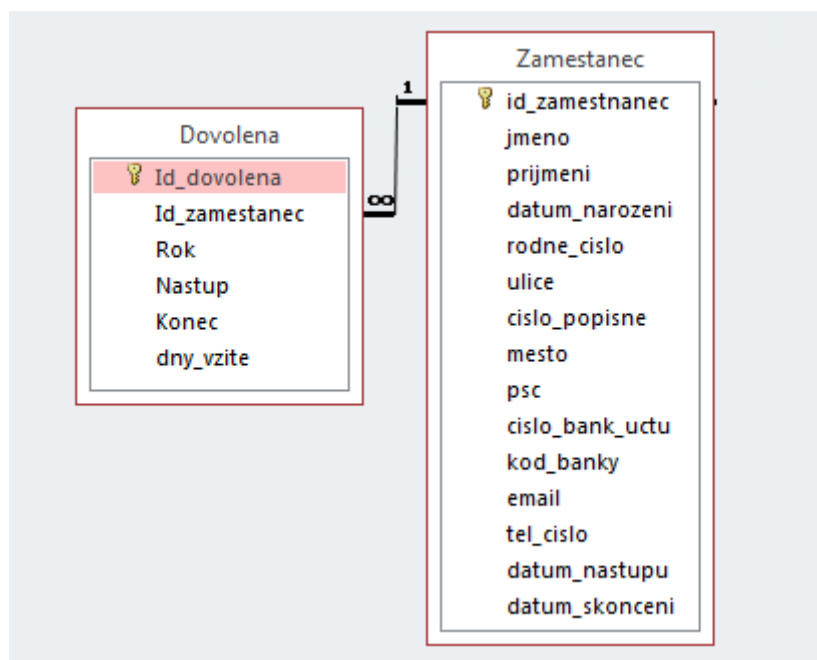 Dovolena
Id_dovolena
Id_zamestanec
Rok
Nastup
Konec
dny_vzite
∞
1
Zamestanec
id_zamestnanec
jmeno
prijmeni
datum_narozeni
rodne_cislo
ulice
cislo_popisne
mesto
psc
cislo_bank_uctu
kod_banky
email
tel_cislo
datum_nastupu
datum_skonceni